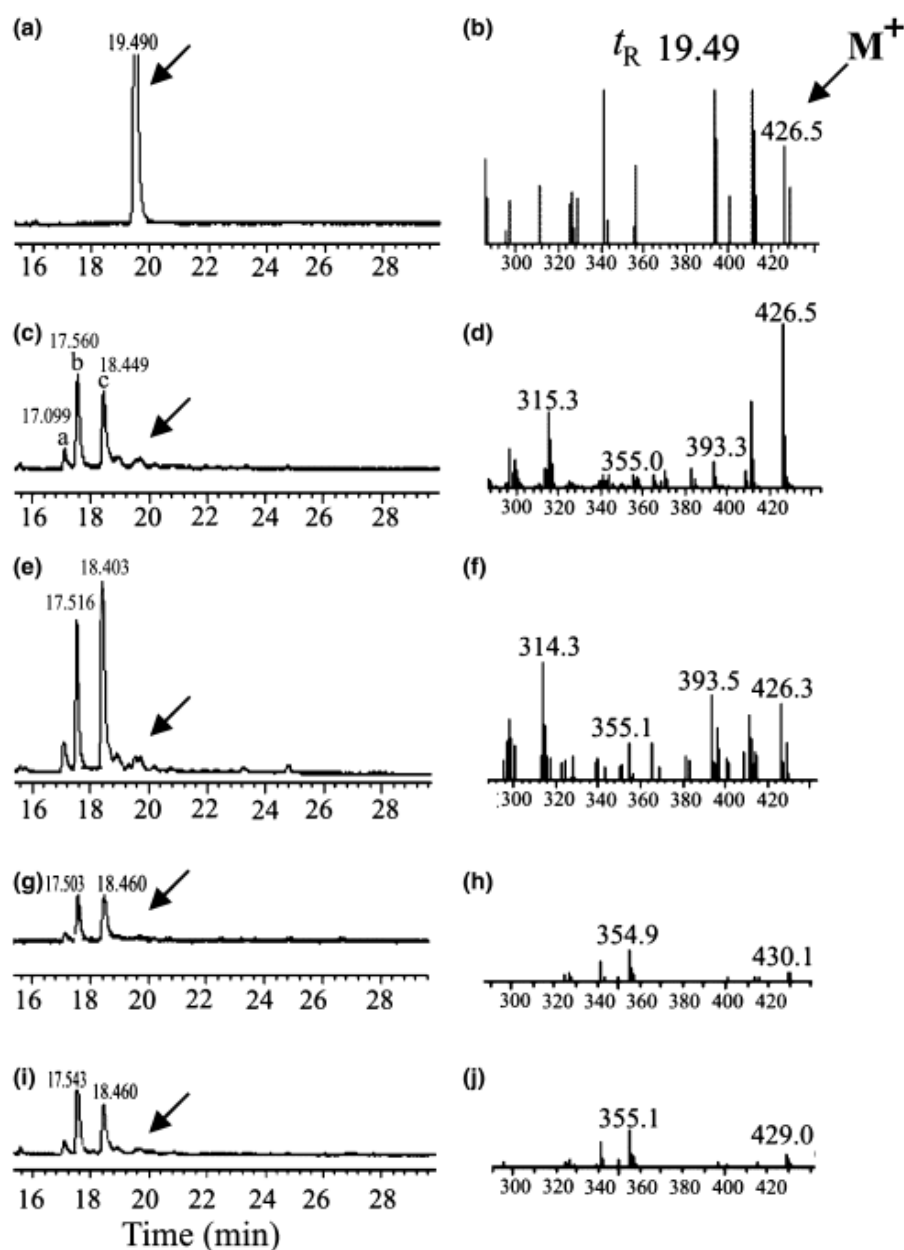 (a)
19.490
16 18 20 22 24 26 28
(b)
t_R 19.49
M+
426.5
300 320 340 360 380 400 420
(c)
17.560
b
18.449
c
17.099
a
16 18 20 22 24 26 28
(d)
426.5
315.3
355.0
393.3
300 320 340 360 380 400 420
(e)
18.403
17.516
16 18 20 22 24 26 28
(f)
314.3
393.5
426.3
355.1
300 320 340 360 380 400 420
(g)
17.503 18.460
16 18 20 22 24 26 28
(h)
354.9
430.1
300 320 340 360 380 400 420
(i)
17.543
18.460
16 18 20 22 24 26 28
Time (min)
(j)
355.1
429.0
300 320 340 360 380 400 420